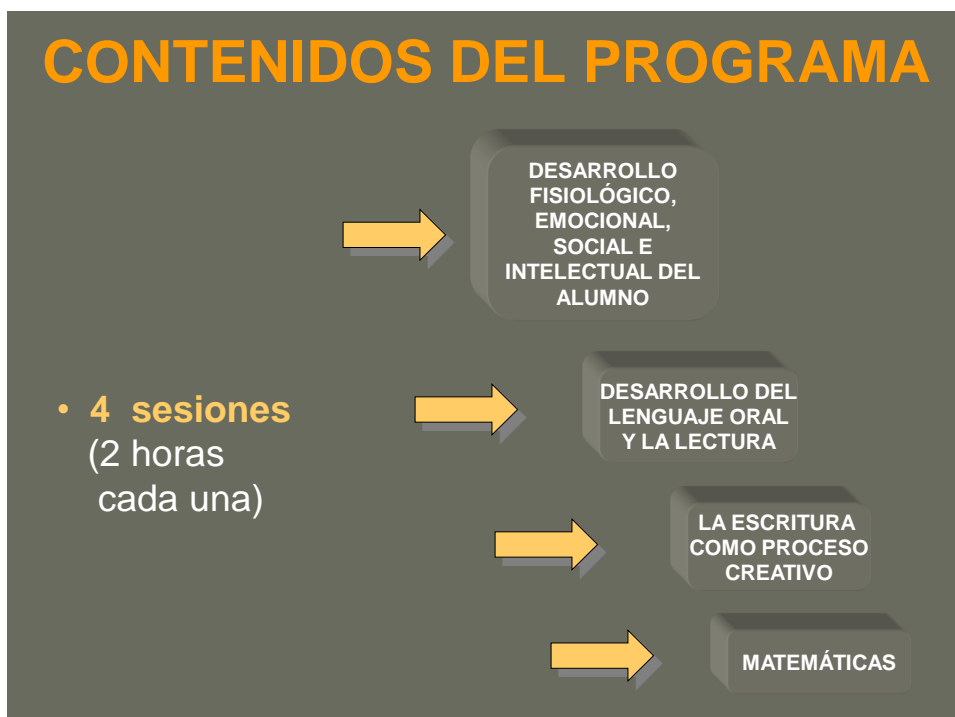 CONTENIDOS DEL PROGRAMA
DESARROLLO
FISIOLÓGICO,
EMOCIONAL,
SOCIAL E
INTELECTUAL DEL
ALUMNO
• 4 sesiones
(2 horas
cada una)
DESARROLLO DEL
LENGUAJE ORAL
Y LA LECTURA
LA ESCRITURA
COMO PROCESO
CREATIVO
MATEMÁTICAS